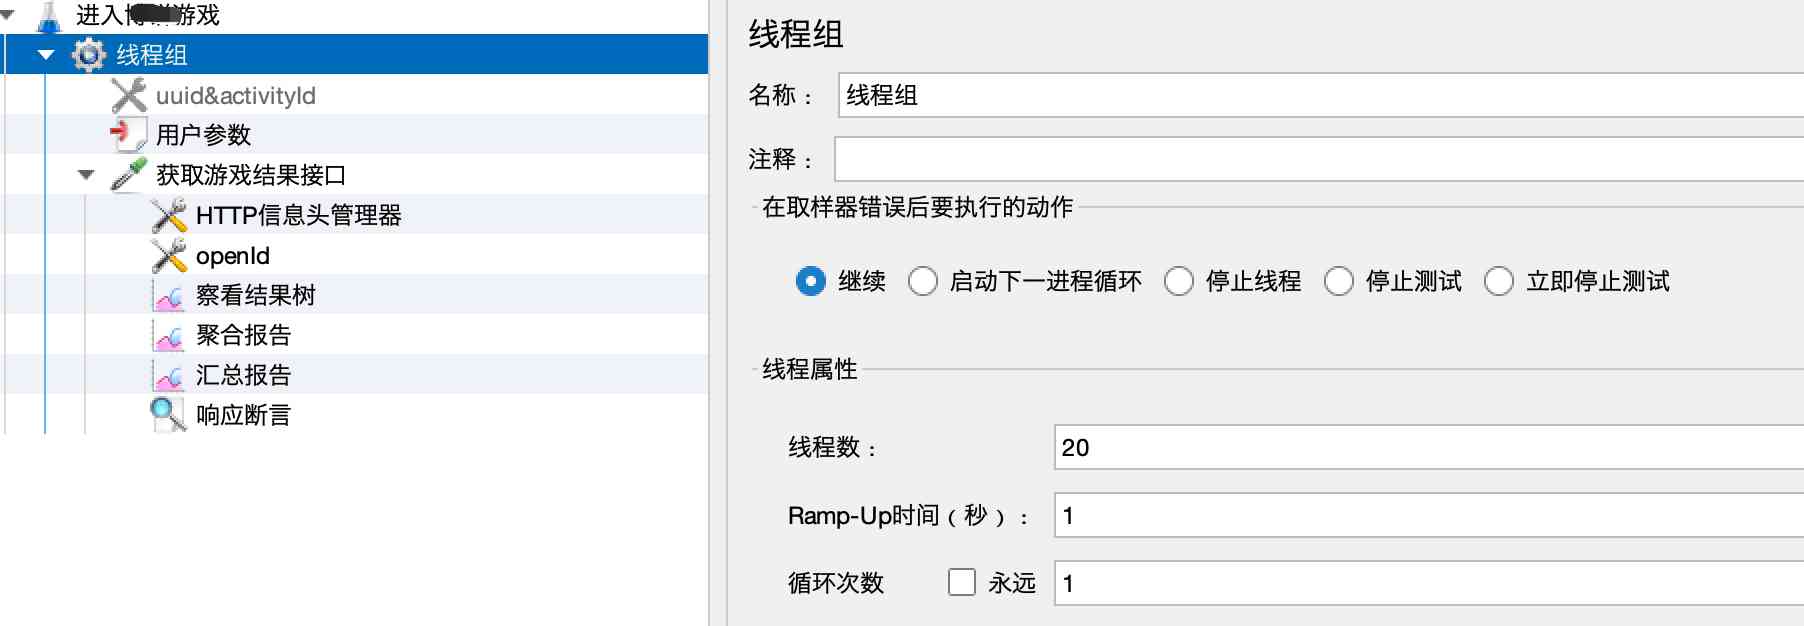 进入博游戏
线程组
uuid&activityId
用户参数
获取游戏结果接口
HTTP信息头管理器
openId
察看结果树
聚合报告
汇总报告
响应断言
线程组
名称： 线程组
注释：
在取样器错误后要执行的动作
继续 启动下一进程循环 停止线程 停止测试 立即停止测试
线程属性
线程数： 20
Ramp-Up时间（秒）： 1
循环次数 永远 1